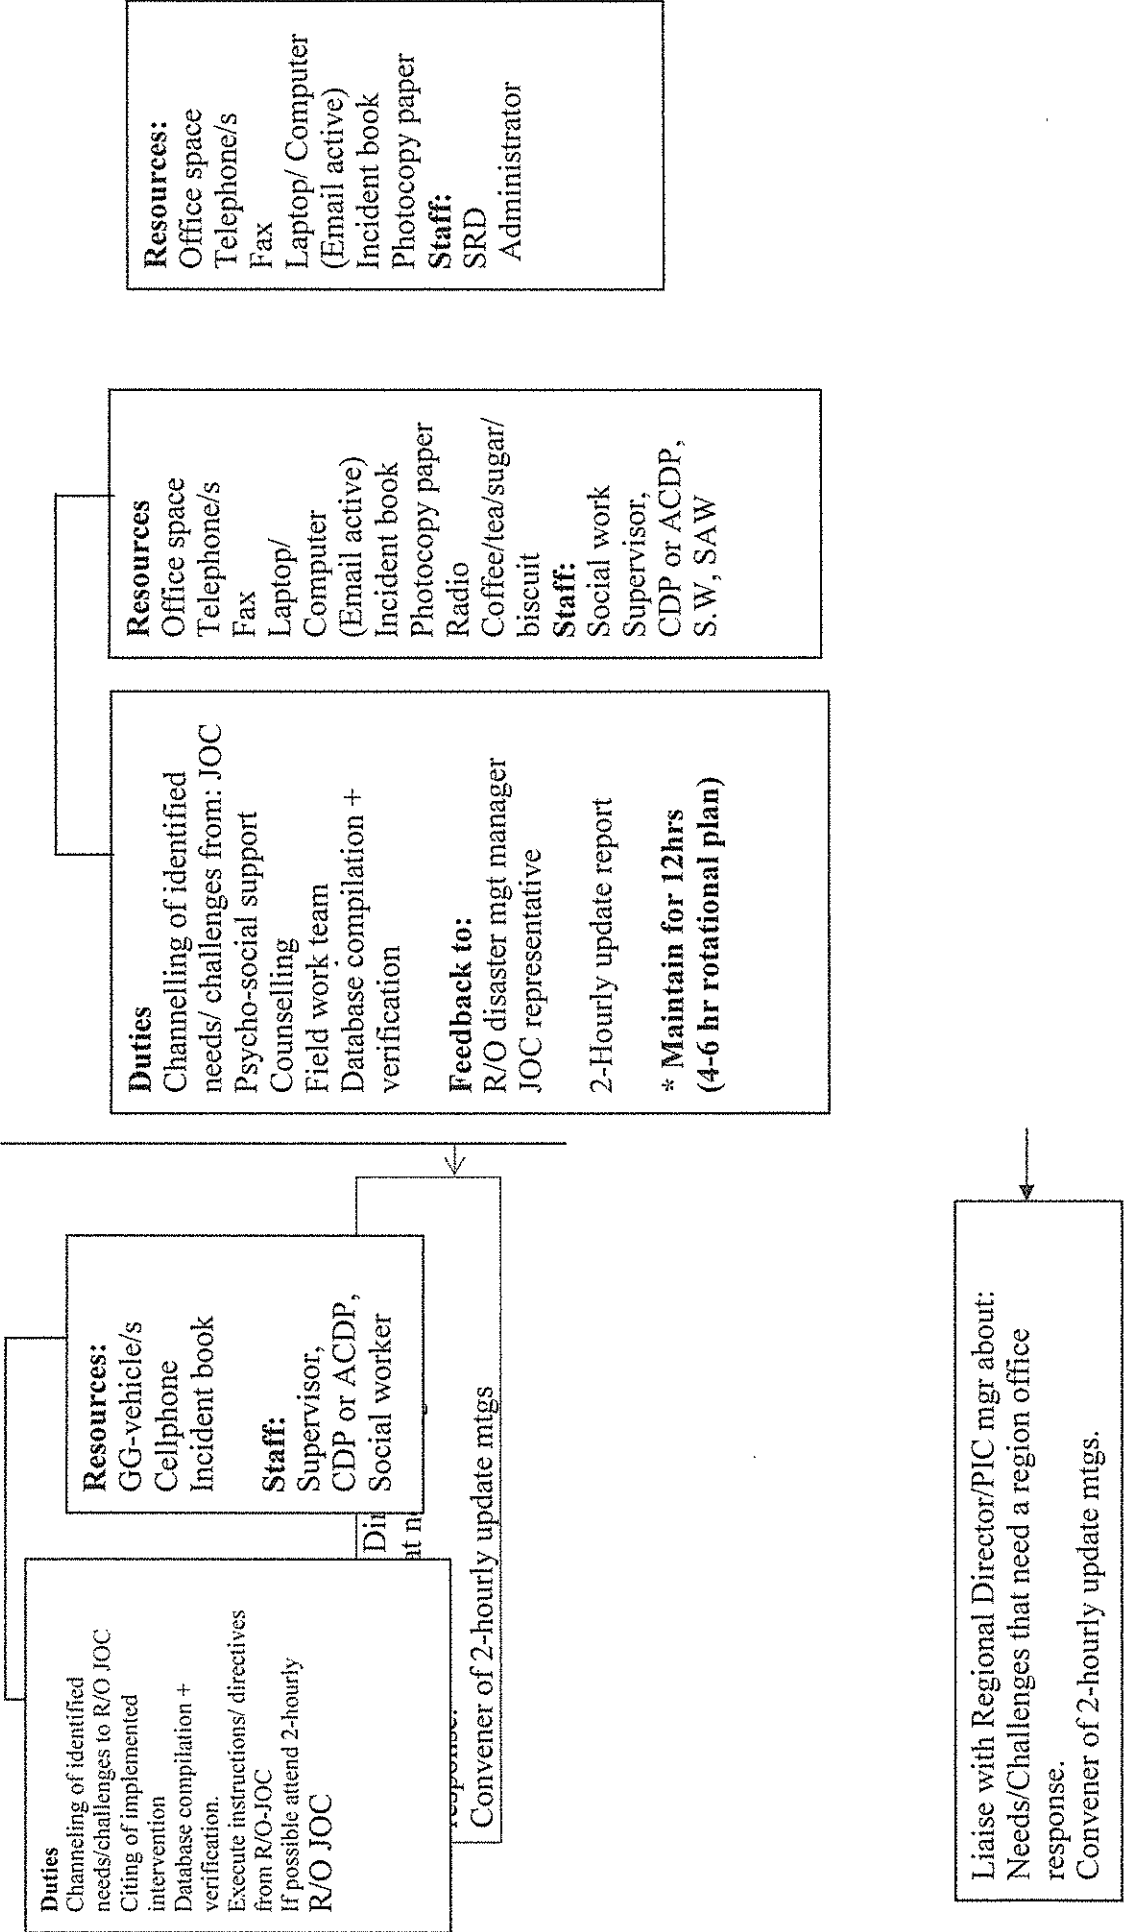 Duties
Channeling of identified
needs/challenges to R/O JOC
Citing of implemented
intervention
Database compilation +
verification.
Execute instructions/ directives
from R/O-JOC
If possible attend 2-hourly
R/O JOC
Resources:
GG-vehicle/s
Cellphone
Incident book
Staff:
Supervisor,
CDP or ACDP,
Social worker
Convener of 2-hourly update mtgs
Duties
Channelling of identified
needs/ challenges from: JOC
Psycho-social support
Counselling
Field work team
Database compilation +
verification
Feedback to:
R/O disaster mgt manager
JOC representative
2-Hourly update report
* Maintain for 12hrs
(4-6 hr rotational plan)
Resources
Office space
Telephone/s
Fax
Laptop/
Computer
(Email active)
Incident book
Photocopy paper
Radio
Coffee/tea/sugar/
biscuit
Staff:
Social work
Supervisor,
CDP or ACDP,
S.W, SAW
Resources:
Office space
Telephone/s
Fax
Laptop/ Computer
(Email active)
Incident book
Photocopy paper
Staff:
SRD
Administrator
Liaise with Regional Director/PIC mgr about:
Needs/Challenges that need a region office
response.
Convener of 2-hourly update mtgs.